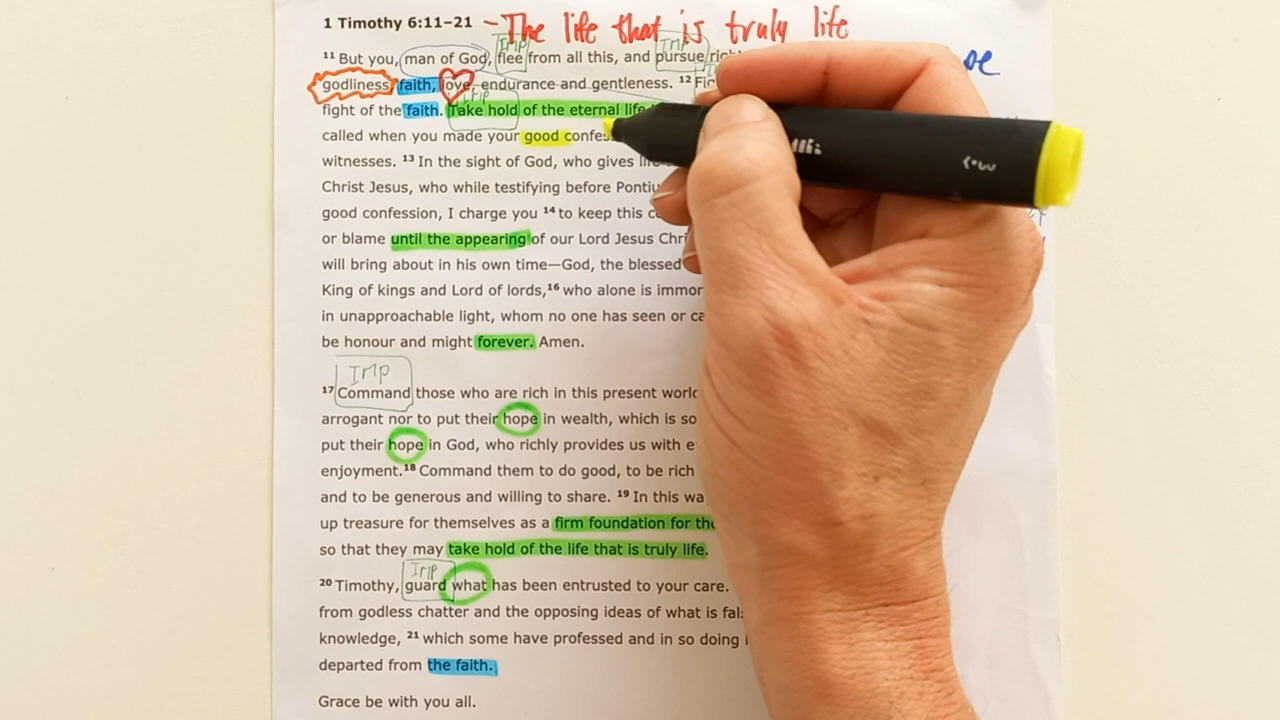 1 Timothy 6:11–21 - The life that is truly life
IMP IMP
11 But you, man of God, flee from all this, and pursue
godliness, faith, love, endurance and gentleness. 12
IMP
fight of the faith. Take hold of the eternal life
called when you made your good
witnesses. 13 In the sight of God, who gives
Christ Jesus, who while testifying before
good confession, I charge you 14 to keep this
or blame until the appearing of our Lord Jesus
will bring about in his own time—God, the blessed
King of kings and Lord of lords,16 who alone is
in unapproachable light, whom no one has seen or
be honour and might forever. Amen.
IMP
17 Command those who are rich in this present
arrogant nor to put their hope in wealth, which is so
put their hope in God, who richly provides us with
enjoyment.18 Command them to do good, to be rich
and to be generous and willing to share. 19 In this
up treasure for themselves as a firm foundation for
so that they may take hold of the life that is truly life.
IMP
20 Timothy, guard what has been entrusted to your care.
from godless chatter and the opposing ideas of what is
knowledge, 21 which some have professed and in so doing
departed from the faith.
Grace be with you all.